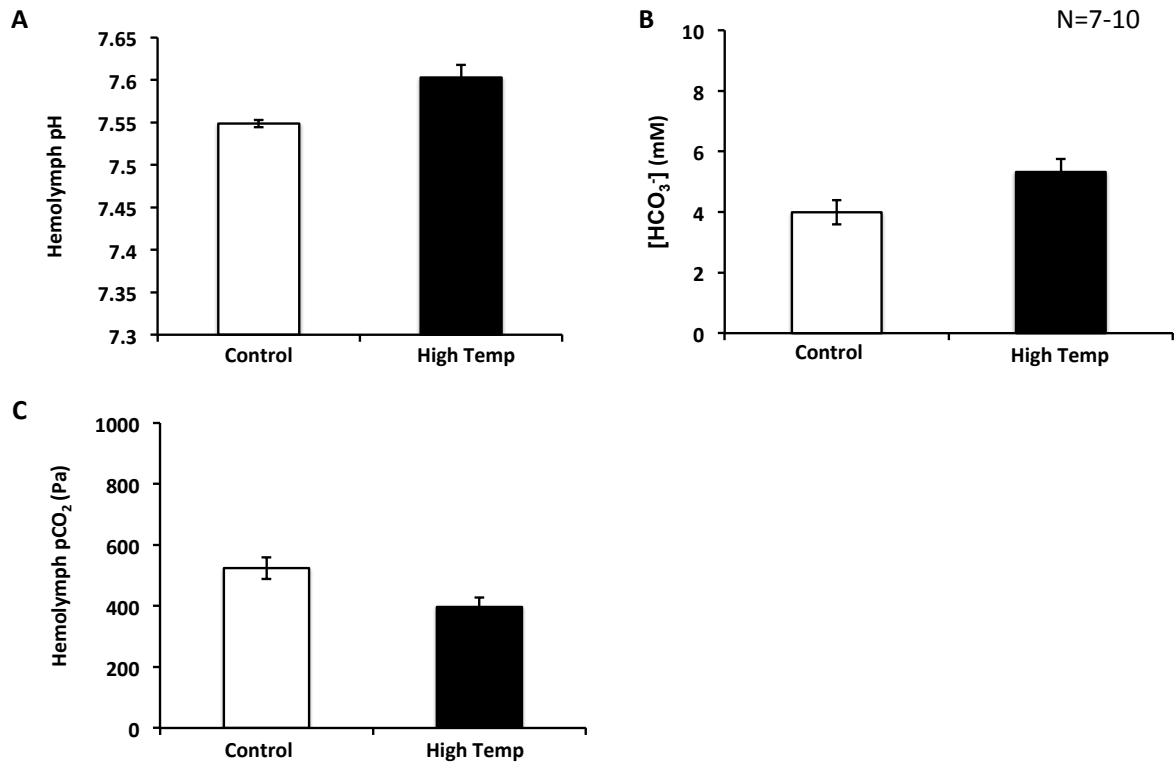 A
Hemolymph pH
7.65
7.6
7.55
7.5
7.45
7.4
7.35
7.3
Control High Temp
B
N=7-10
[HCO₃⁻] (mM)
10
8
6
4
2
0
Control High Temp
C
Hemolymph pCO₂ (Pa)
1000
800
600
400
200
0
Control High Temp